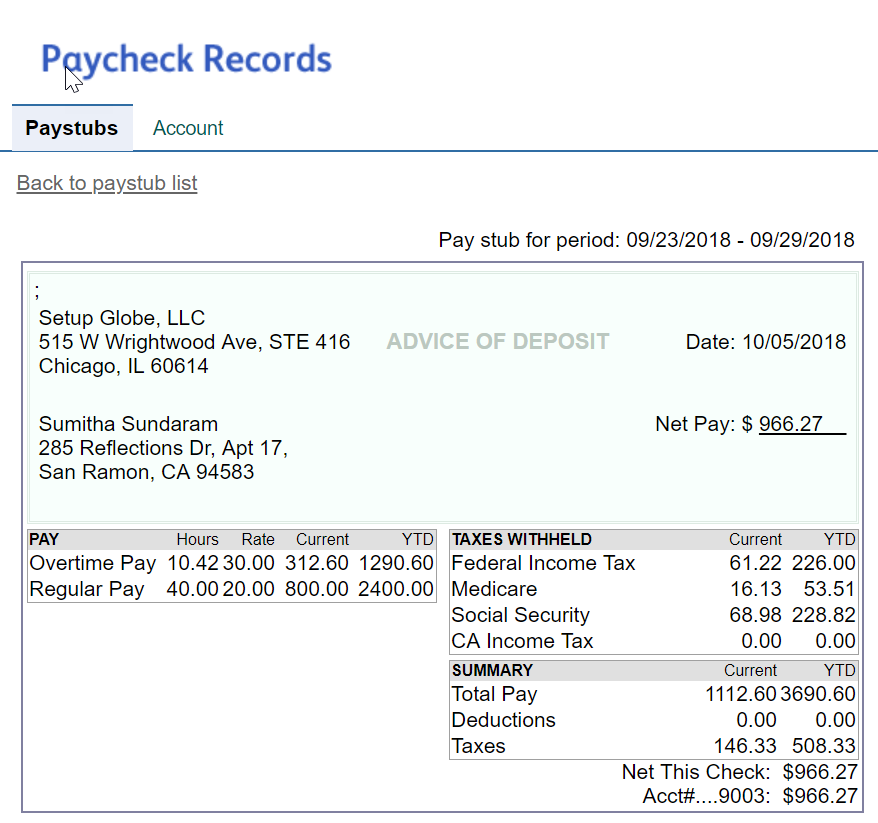 Paycheck Records
Paystubs Account
Back to paystub list
Pay stub for period: 09/23/2018 - 09/29/2018
;
Setup Globe, LLC
515 W Wrightwood Ave, STE 416 ADVICE OF DEPOSIT Date: 10/05/2018
Chicago, IL 60614
Sumitha Sundaram Net Pay: $ 966.27
285 Reflections Dr, Apt 17,
San Ramon, CA 94583
PAY Hours Rate Current YTD
Overtime Pay 10.42 30.00 312.60 1290.60
Regular Pay 40.00 20.00 800.00 2400.00
TAXES WITHHELD Current YTD
Federal Income Tax 61.22 226.00
Medicare 16.13 53.51
Social Security 68.98 228.82
CA Income Tax 0.00 0.00
SUMMARY Current YTD
Total Pay 1112.60 3690.60
Deductions 0.00 0.00
Taxes 146.33 508.33
Net This Check: $966.27
Acct#....9003: $966.27